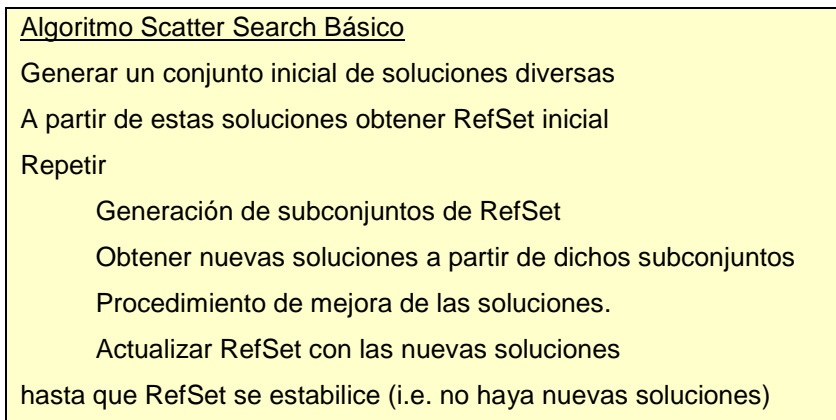 Algoritmo Scatter Search Básico
Generar un conjunto inicial de soluciones diversas
A partir de estas soluciones obtener RefSet inicial
Repetir
Generación de subconjuntos de RefSet
Obtener nuevas soluciones a partir de dichos subconjuntos
Procedimiento de mejora de las soluciones.
Actualizar RefSet con las nuevas soluciones
hasta que RefSet se estabilice (i.e. no haya nuevas soluciones)